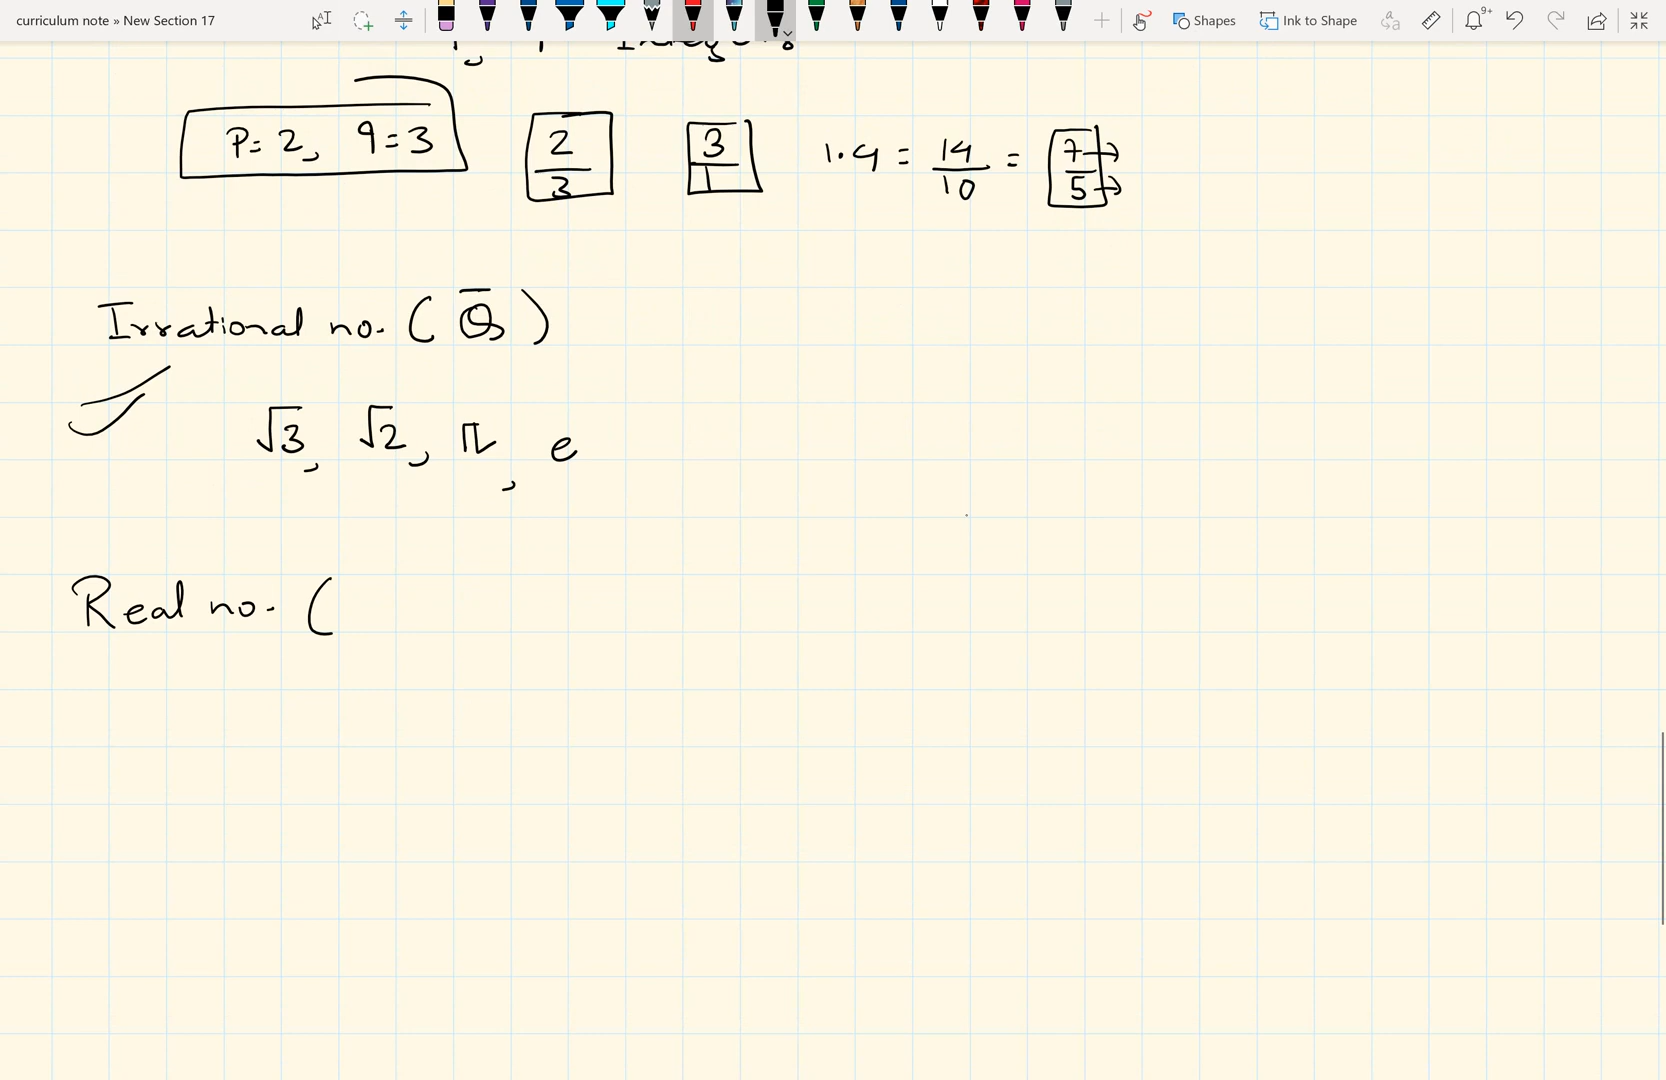 curriculum note » New Section 17
Shapes
Ink to Shape
9+
P= 2, q=3 2/3 3/1 1.4 = 14/10 = 7/5
Irrational no. ( Q̅ )
√3, √2, π, e
Real no. (